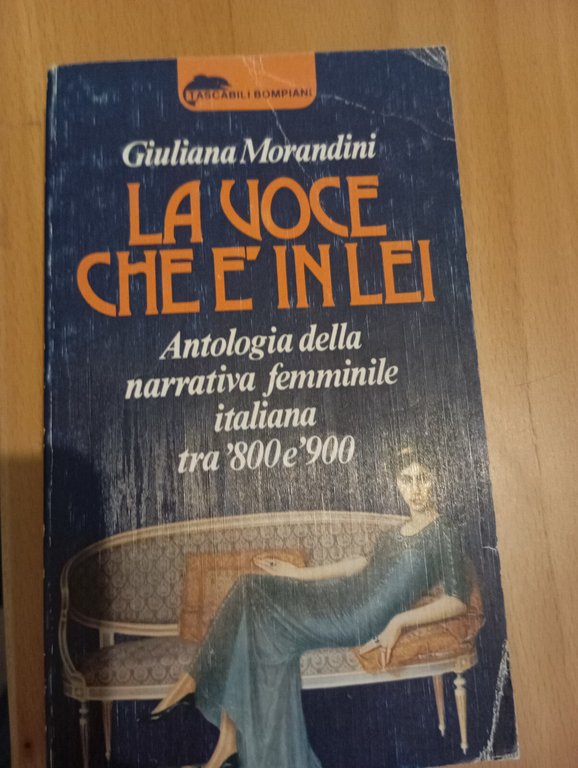 TASCABILI BOMPIANI
Giuliana Morandini
LA VOCE
CHE E' IN LEI
Antologia della
narrativa femminile
italiana
tra '800 e '900